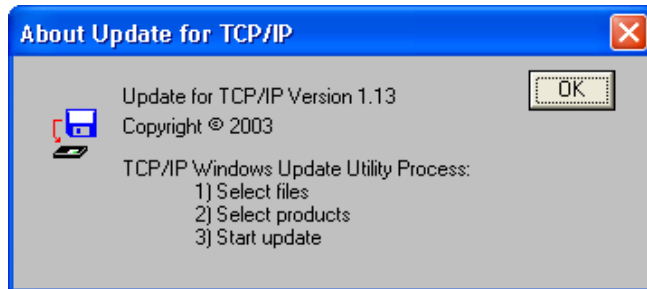 About Update for TCP/IP
Update for TCP/IP Version 1.13
OK
Copyright © 2003
TCP/IP Windows Update Utility Process:
1) Select files
2) Select products
3) Start update